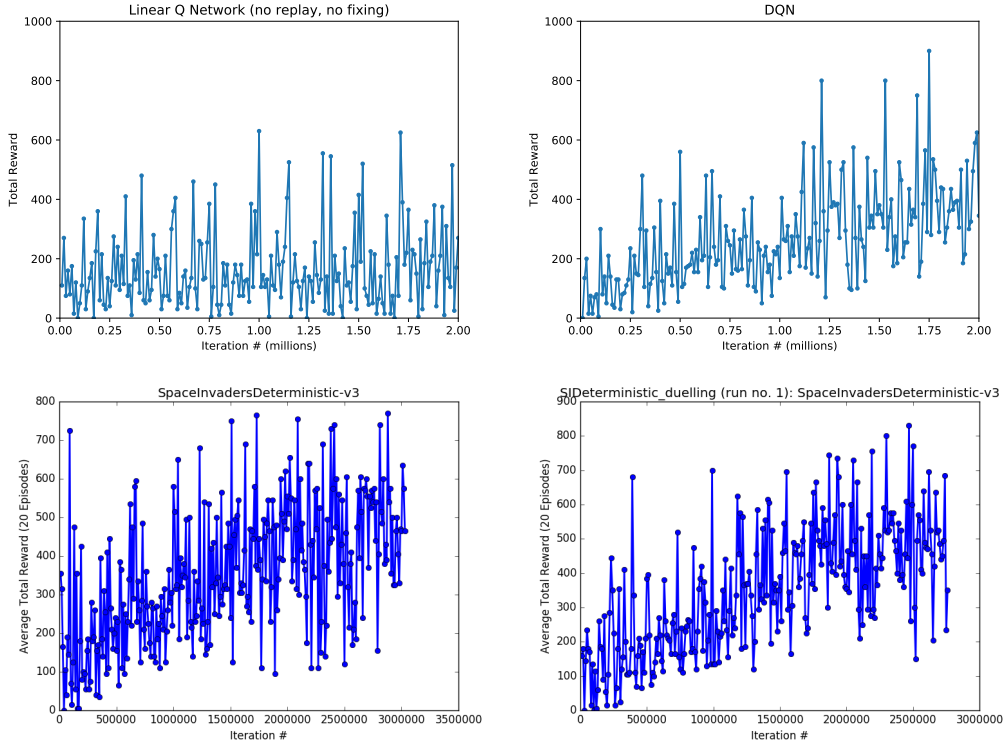 Linear Q Network (no replay, no fixing)
1000
800
600
400
200
0
Total Reward
0.00 0.25 0.50 0.75 1.00 1.25 1.50 1.75 2.00
Iteration # (millions)
DQN
1000
800
600
400
200
0
Total Reward
0.00 0.25 0.50 0.75 1.00 1.25 1.50 1.75 2.00
Iteration # (millions)
SpaceInvadersDeterministic-v3
800
700
600
500
400
300
200
100
0
Average Total Reward (20 Episodes)
0 500000 1000000 1500000 2000000 2500000 3000000 3500000
Iteration #
SIDeterministic_duelling (run no. 1): SpaceInvadersDeterministic-v3
900
800
700
600
500
400
300
200
100
0
Average Total Reward (20 Episodes)
0 500000 1000000 1500000 2000000 2500000 3000000
Iteration #